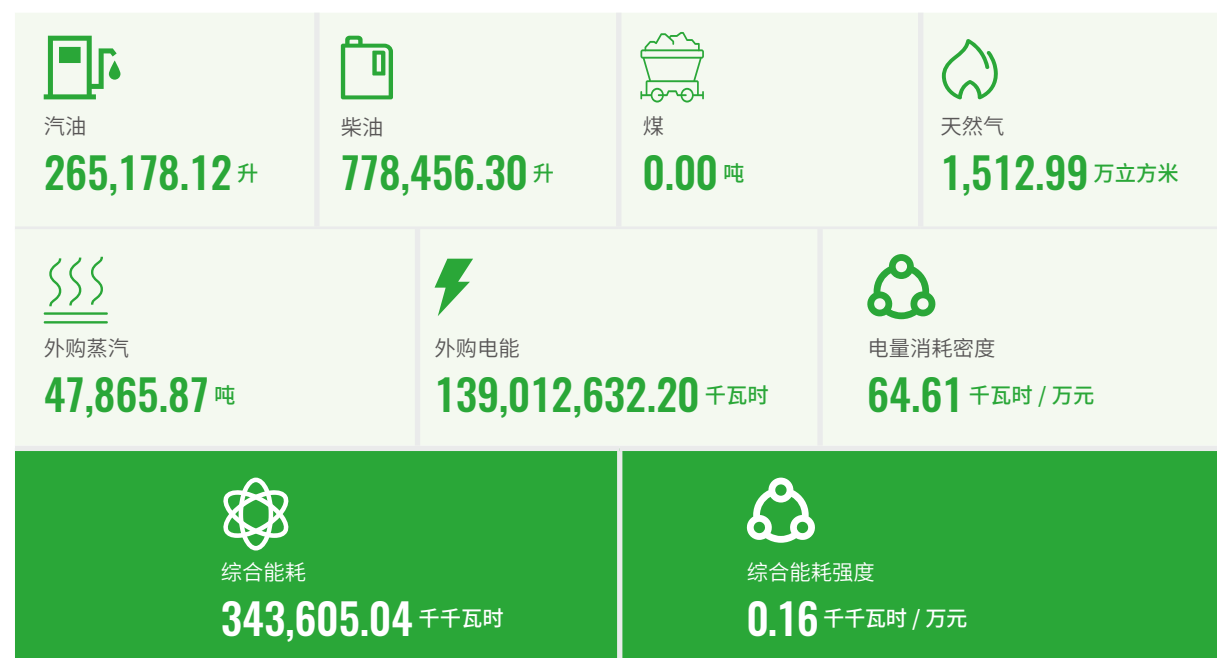 汽油
265,178.12 升
柴油
778,456.30 升
煤
0.00 吨
天然气
1,512.99 万立方米
外购蒸汽
47,865.87 吨
外购电能
139,012,632.20 千瓦时
电量消耗密度
64.61 千瓦时 / 万元
综合能耗
343,605.04 千千瓦时
综合能耗强度
0.16 千千瓦时 / 万元